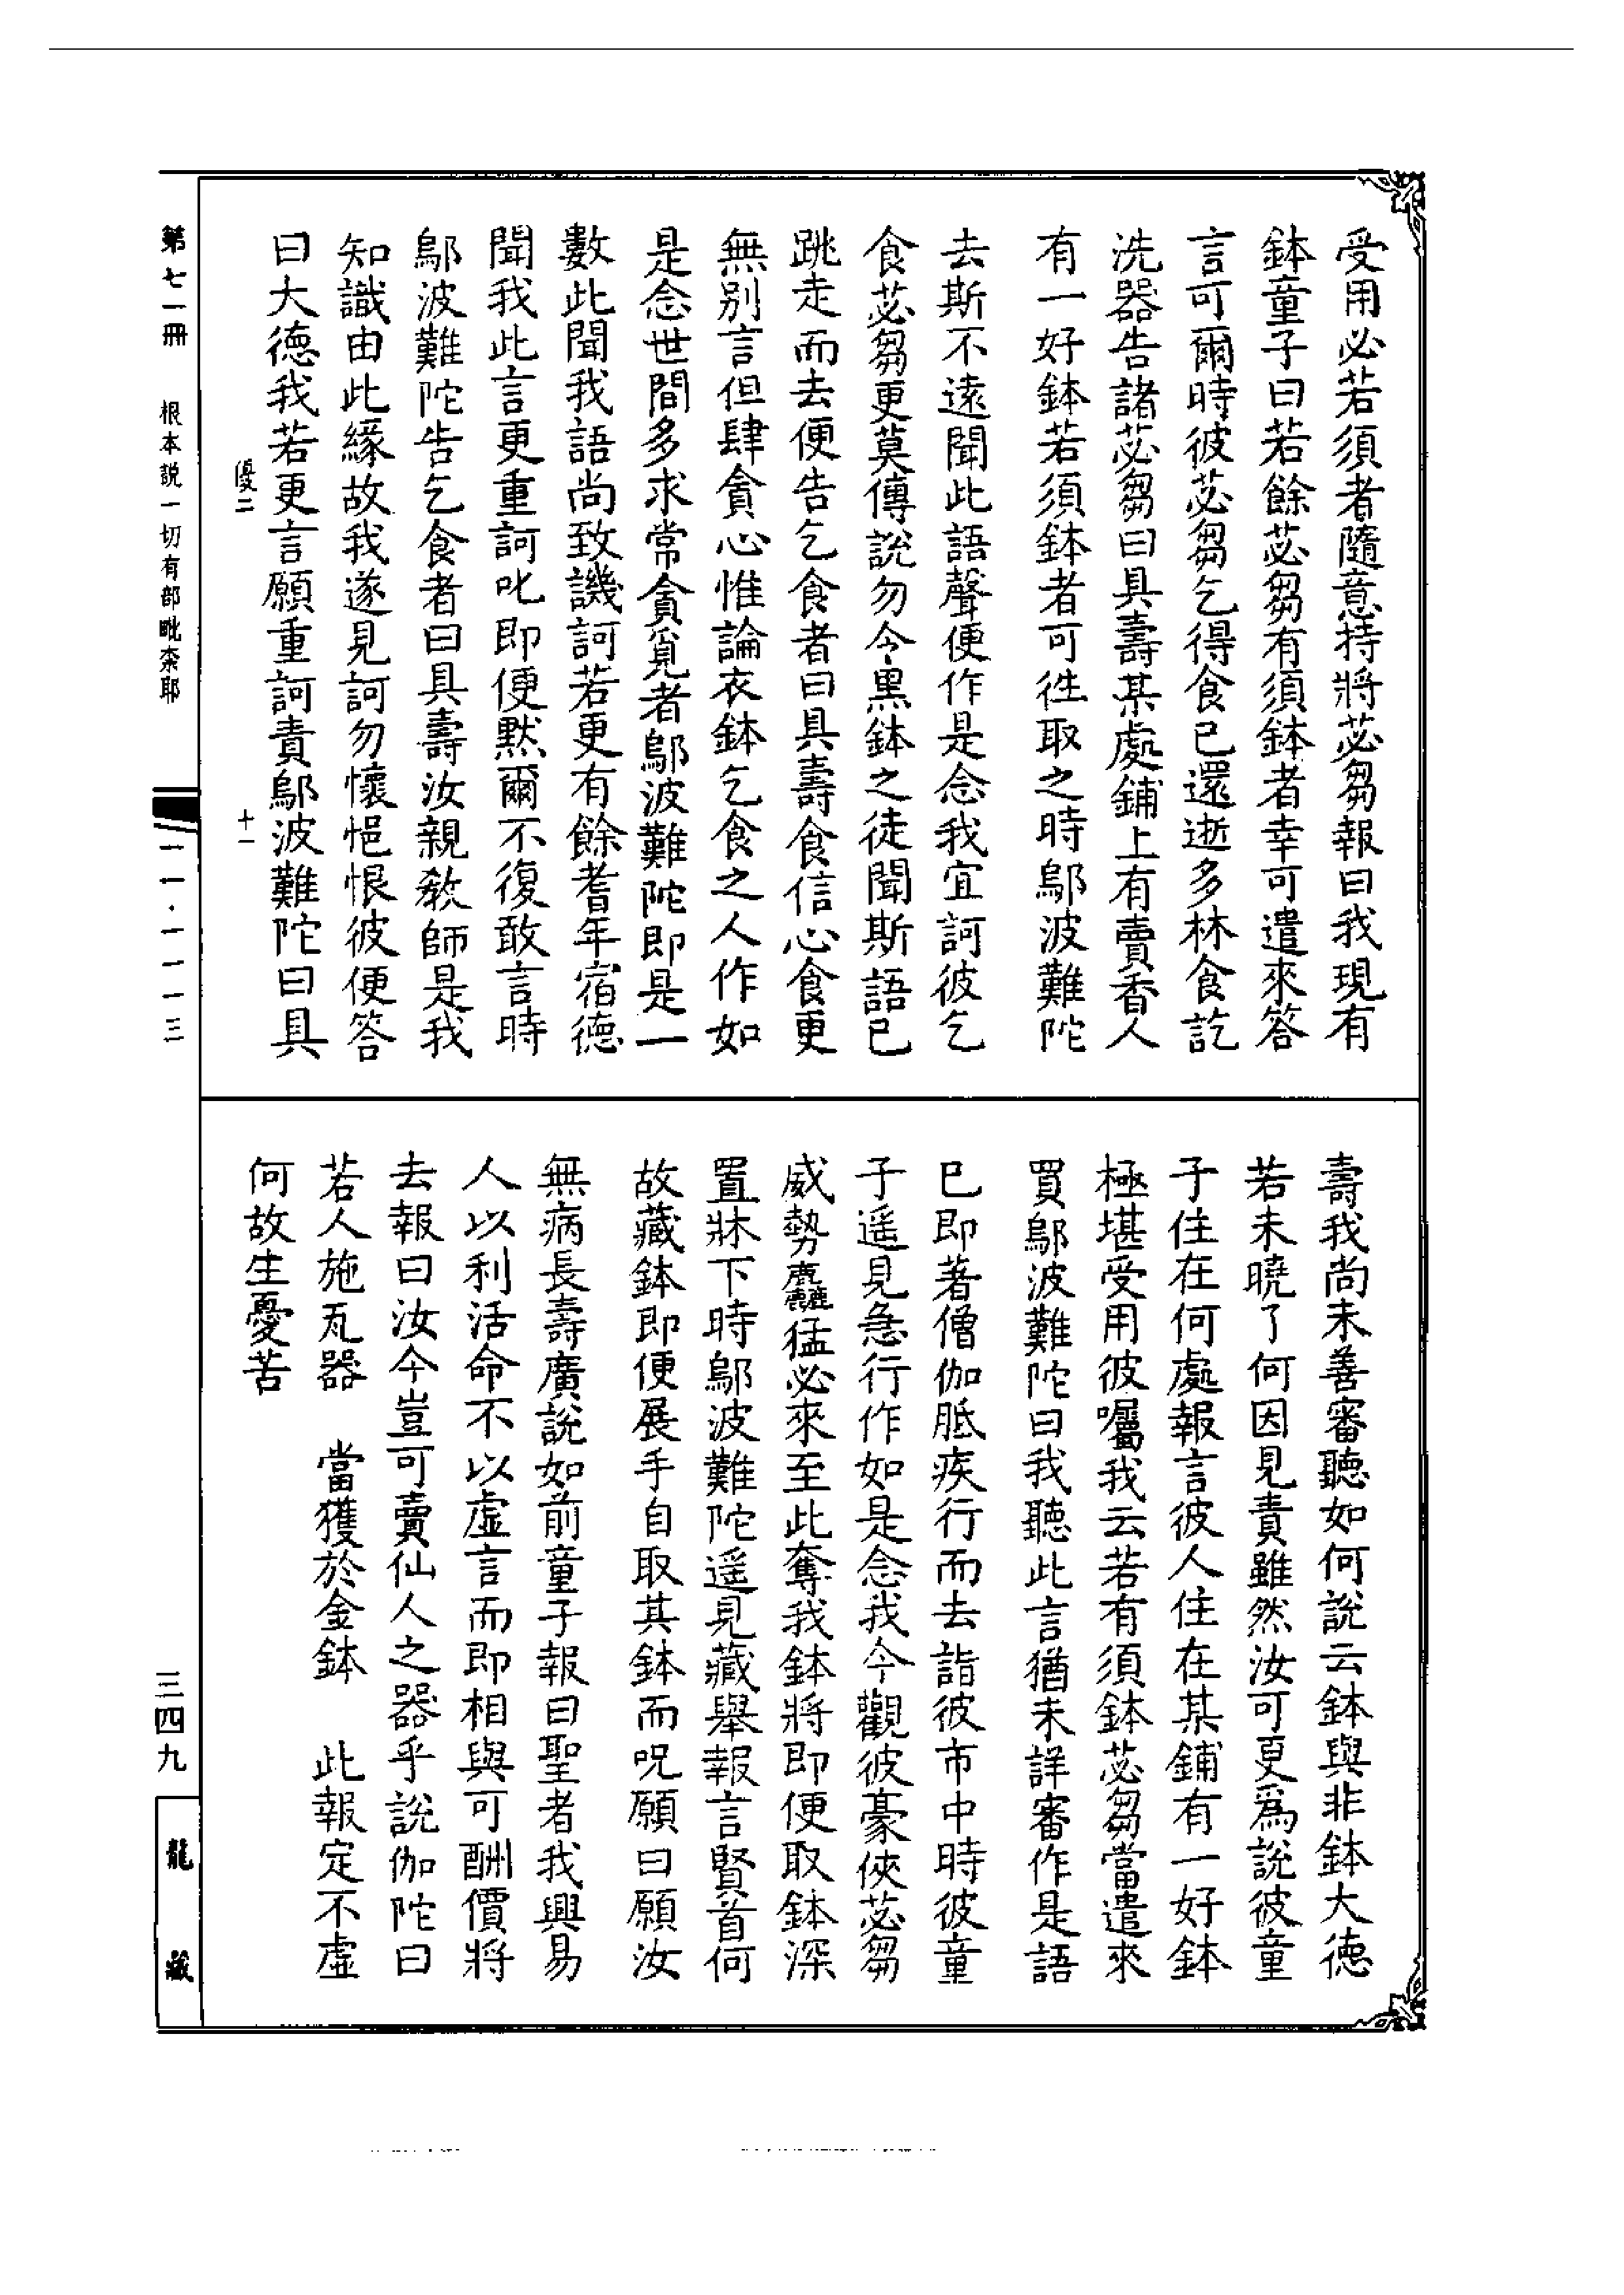 受用必若須者隨意持將苾芻報曰我現有
鉢童子曰若餘苾芻有須鉢者幸可遣來答
言可爾時彼苾芻乞得食已還逝多林食訖
洗器告諸苾芻曰具壽某處鋪上有賣香人
有一好鉢若須鉢者可徃取之時鄔波難陀
去斯不遠聞此語聲便作是念我宜訶彼乞
食苾芻更莫傳說勿令黑鉢之徒聞斯語已
跳走而去便告乞食者曰具壽食信心食更
無別言但肆貪心惟論衣鉢乞食之人作如
是念世間多求常貪覓者鄔波難陀即是一
數此聞我語尚致譏訶若更有餘耆年宿德
聞我此言更重訶叱即便默爾不復敢言時
鄔波難陀告乞食者曰具壽汝親教師是我
知識由此緣故我遂見訶勿懷悒恨彼便答
曰大德我若更言願重訶責鄔波難陀曰具
優二 十一
壽我尚未善審聽如何說云鉢與非鉢大德
若未曉了何因見責雖然汝可更為說彼童
子住在何處報言彼人住在某鋪有一好鉢
極堪受用彼囑我云若有須鉢苾芻當遣來
買鄔波難陀曰我聽此言猶未詳審作是語
已即著僧伽胝疾行而去詣彼市中時彼童
子遥見急行作如是念我今觀彼豪俠苾芻
威勢麤猛必來至此奪我鉢將即便取鉢深
置牀下時鄔波難陀遥見藏舉報言賢首何
故藏鉢即便展手自取其鉢而呪願曰願汝
無病長壽廣說如前童子報曰聖者我興易
人以利活命不以虛言而即相與可酬價將
去報曰汝今豈可賣仙人之器乎說伽陀曰
若人施瓦器 當獲於金鉢 此報定不虛
何故生憂苦
第七一冊 根本説一切有部毗柰耶 一一一·一一一三 三四九 龍藏